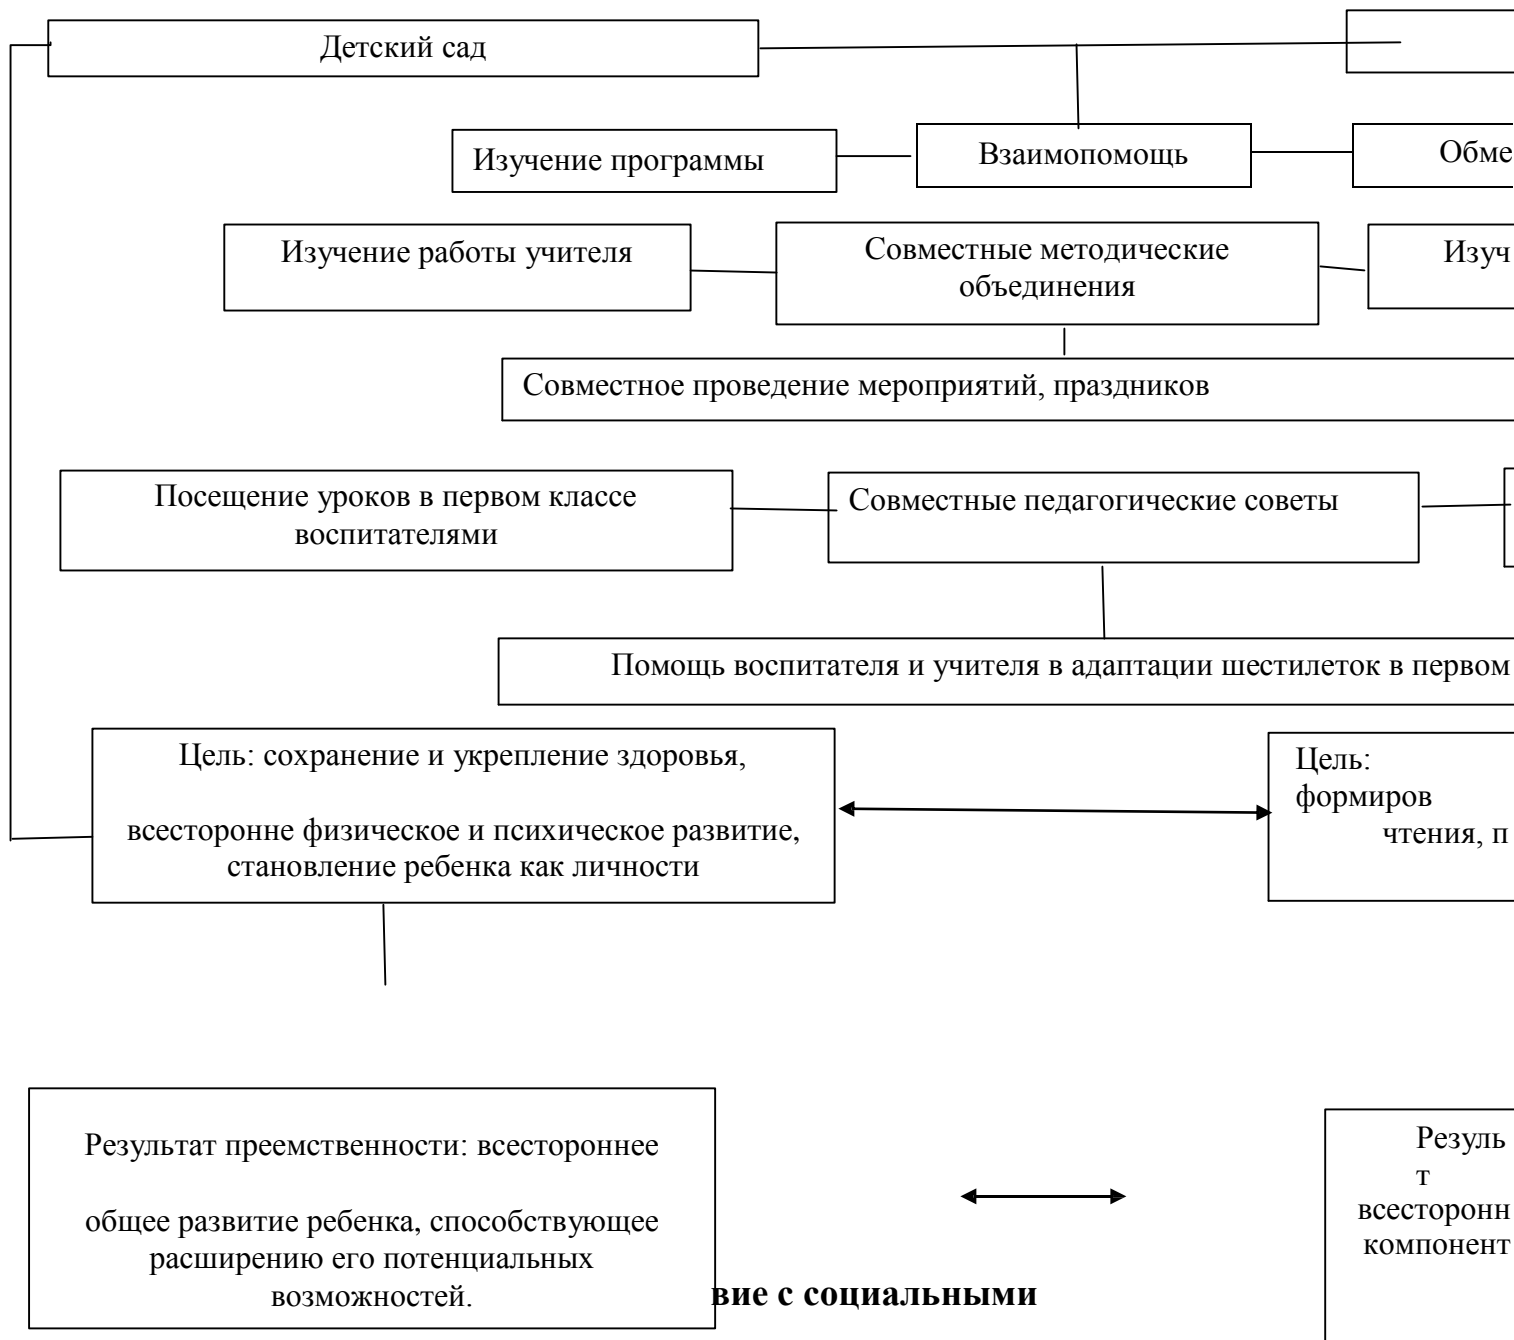 Детский сад
Изучение программы
Взаимопомощь
Обме
Изучение работы учителя
Совместные методические
объединения
Изуч
Совместное проведение мероприятий, праздников
Посещение уроков в первом классе
воспитателями
Совместные педагогические советы
Помощь воспитателя и учителя в адаптации шестилеток в первом
Цель: сохранение и укрепление здоровья,
всесторонне физическое и психическое развитие,
становление ребенка как личности
Цель:
формиров
чтения, п
Результат преемственности: всестороннее
общее развитие ребенка, способствующее
расширению его потенциальных
возможностей.
Резуль
т
всесторонн
компонент
вие с социальными